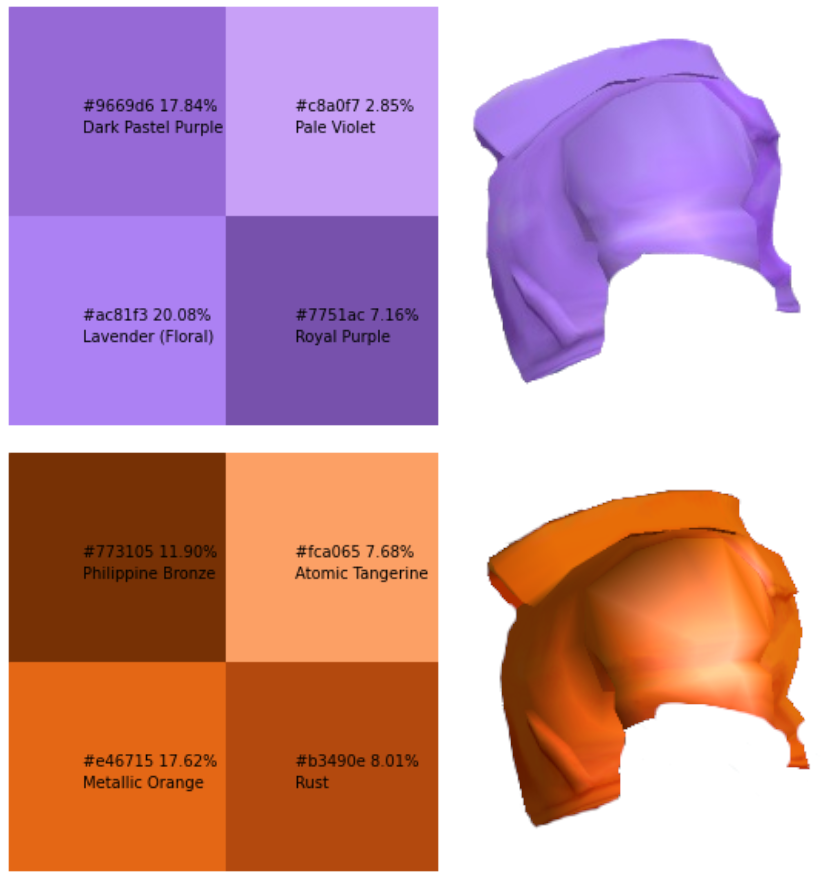 #9669d6 17.84%
Dark Pastel Purple
#c8a0f7 2.85%
Pale Violet
#ac81f3 20.08%
Lavender (Floral)
#7751ac 7.16%
Royal Purple
#773105 11.90%
Philippine Bronze
#fca065 7.68%
Atomic Tangerine
#e46715 17.62%
Metallic Orange
#b3490e 8.01%
Rust